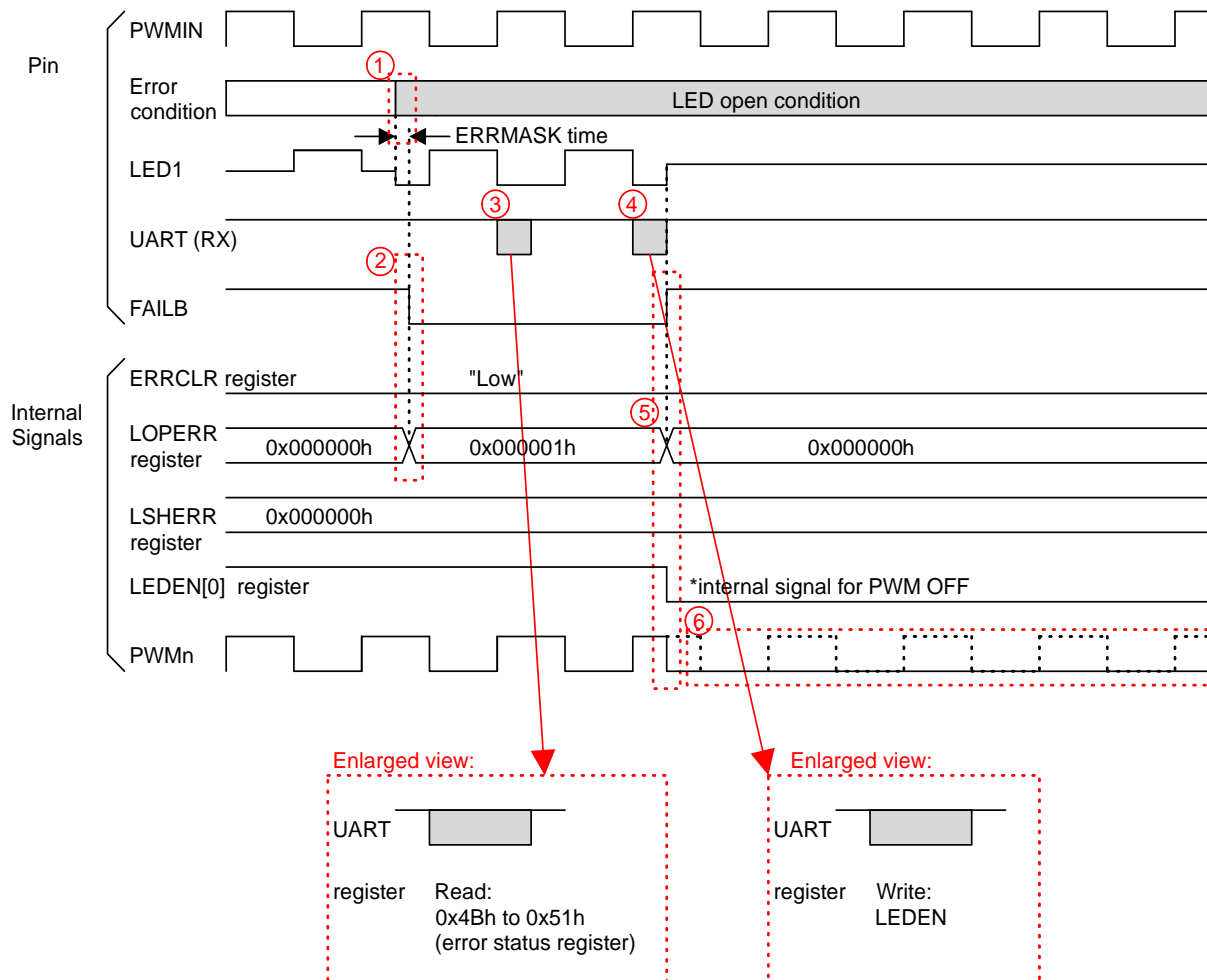 Pin
PWMIN
1
Error
condition
LED open condition
ERRMASK time
LED1
3
4
UART (RX)
2
FAILB
Internal
Signals
ERRCLR register
"Low"
5
LOPERR
register
0x000000h
0x000001h
0x000000h
LSHERR
register
0x000000h
LEDEN[0] register
*internal signal for PWM OFF
6
PWMn
Enlarged view:
UART
register
Read:
0x4Bh to 0x51h
(error status register)
Enlarged view:
UART
register
Write:
LEDEN